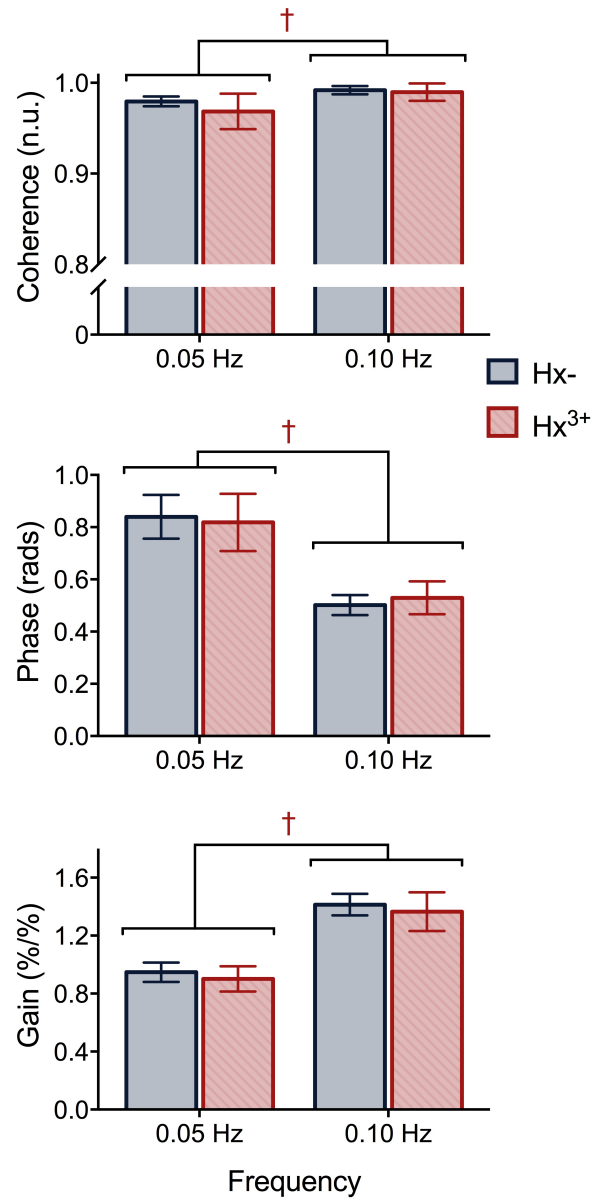 †
Coherence (n.u.)
1.0
0.9
0.8
0
0.05 Hz
0.10 Hz
Hx-
Hx³⁺
†
Phase (rads)
1.0
0.8
0.6
0.4
0.2
0.0
0.05 Hz
0.10 Hz
†
Gain (%/%)
1.6
1.2
0.8
0.4
0.0
0.05 Hz
0.10 Hz
Frequency